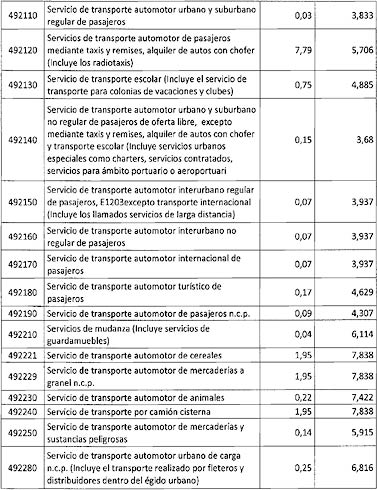 492110 Servicio de transporte automotor urbano y suburbano 0,03 3,833
regular de pasajeros
Servicios de transporte automotor de pasajeros
492120 mediante taxis y remises, alquiler de autos con chofer 7,79 5,706
(Incluye los radiotaxis)
492130 Servicio de transporte escolar (Incluye el servicio de 0,75 4,885
transporte para colonias de vacaciones y clubes)
Servicio de transporte automotor urbano y suburbano
no regular de pasajeros de oferta libre, excepto
mediante taxis y remises, alquiler de autos con chofer
492140 y transporte escolar (Incluye servicios urbanos 0,15 3,68
especiales como charters, servicios contratados,
servicios para ámbito portuario o aeroportuari
Servicio de transporte automotor interurbano regular
492150 de pasajeros, E1203excepto transporte internacional 0,07 3,937
(Incluye los llamados servicios de larga distancia)
492160 Servicio de transporte automotor interurbano no 0,07 3,937
regular de pasajeros
492170 Servicio de transporte automotor internacional de 0,07 3,937
pasajeros
492180 Servicio de transporte automotor turístico de 0,17 4,629
pasajeros
492190 Servicio de transporte automotor de pasajeros n.c.p. 0,09 4,307
492210 Servicios de mudanza (Incluye servicios de 0,04 6,114
guardamuebles)
492221 Servicio de transporte automotor de cereales 1,95 7,838
492229 Servicio de transporte automotor de mercaderías a 1,95 7,838
granel n.c.p.
492230 Servicio de transporte automotor de animales 0,22 7,422
492240 Servicio de transporte por camión cisterna 1,95 7,838
492250 Servicio de transporte automotor de mercaderías y 0,14 5,915
sustancias peligrosas
Servicio de transporte automotor urbano de carga
492280 n.c.p. (Incluye el transporte realizado por fleteros y 0,25 6,816
distribuidores dentro del égido urbano)